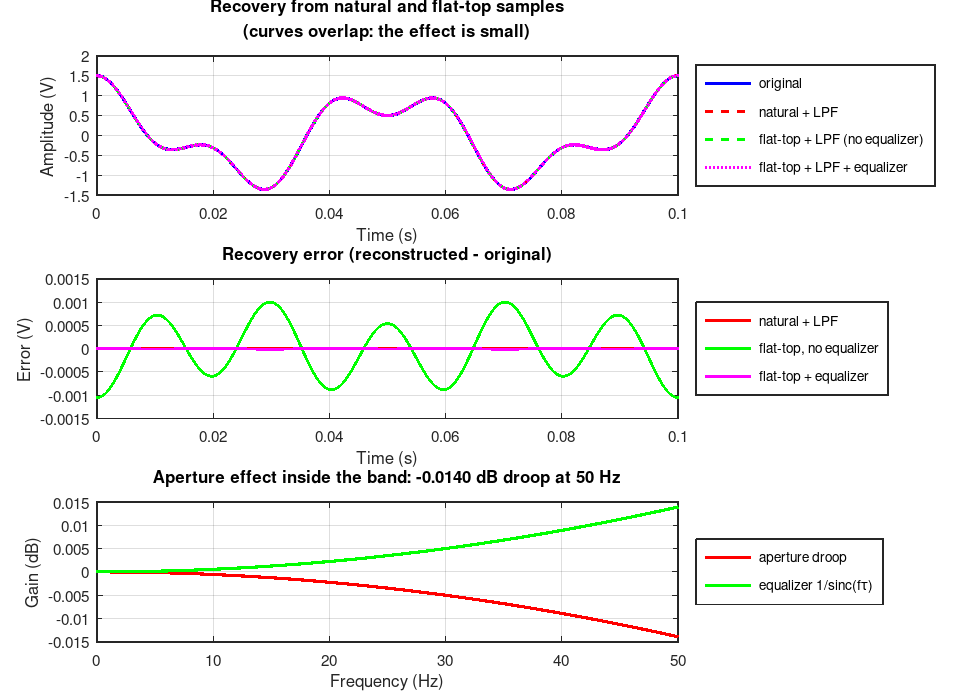 Recovery from natural and flat-top samples
(curves overlap: the effect is small)
2
1.5
1
0.5
0
-0.5
-1
-1.5
Amplitude (V)
0 0.02 0.04 0.06 0.08 0.1
Time (s)
original
natural + LPF
flat-top + LPF (no equalizer)
flat-top + LPF + equalizer
Recovery error (reconstructed - original)
0.0015
0.001
0.0005
0
-0.0005
-0.001
-0.0015
Error (V)
0 0.02 0.04 0.06 0.08 0.1
Time (s)
natural + LPF
flat-top, no equalizer
flat-top + equalizer
Aperture effect inside the band: -0.0140 dB droop at 50 Hz
0.015
0.01
0.005
0
-0.005
-0.01
-0.015
Gain (dB)
0 10 20 30 40 50
Frequency (Hz)
aperture droop
equalizer 1/sinc(fτ)